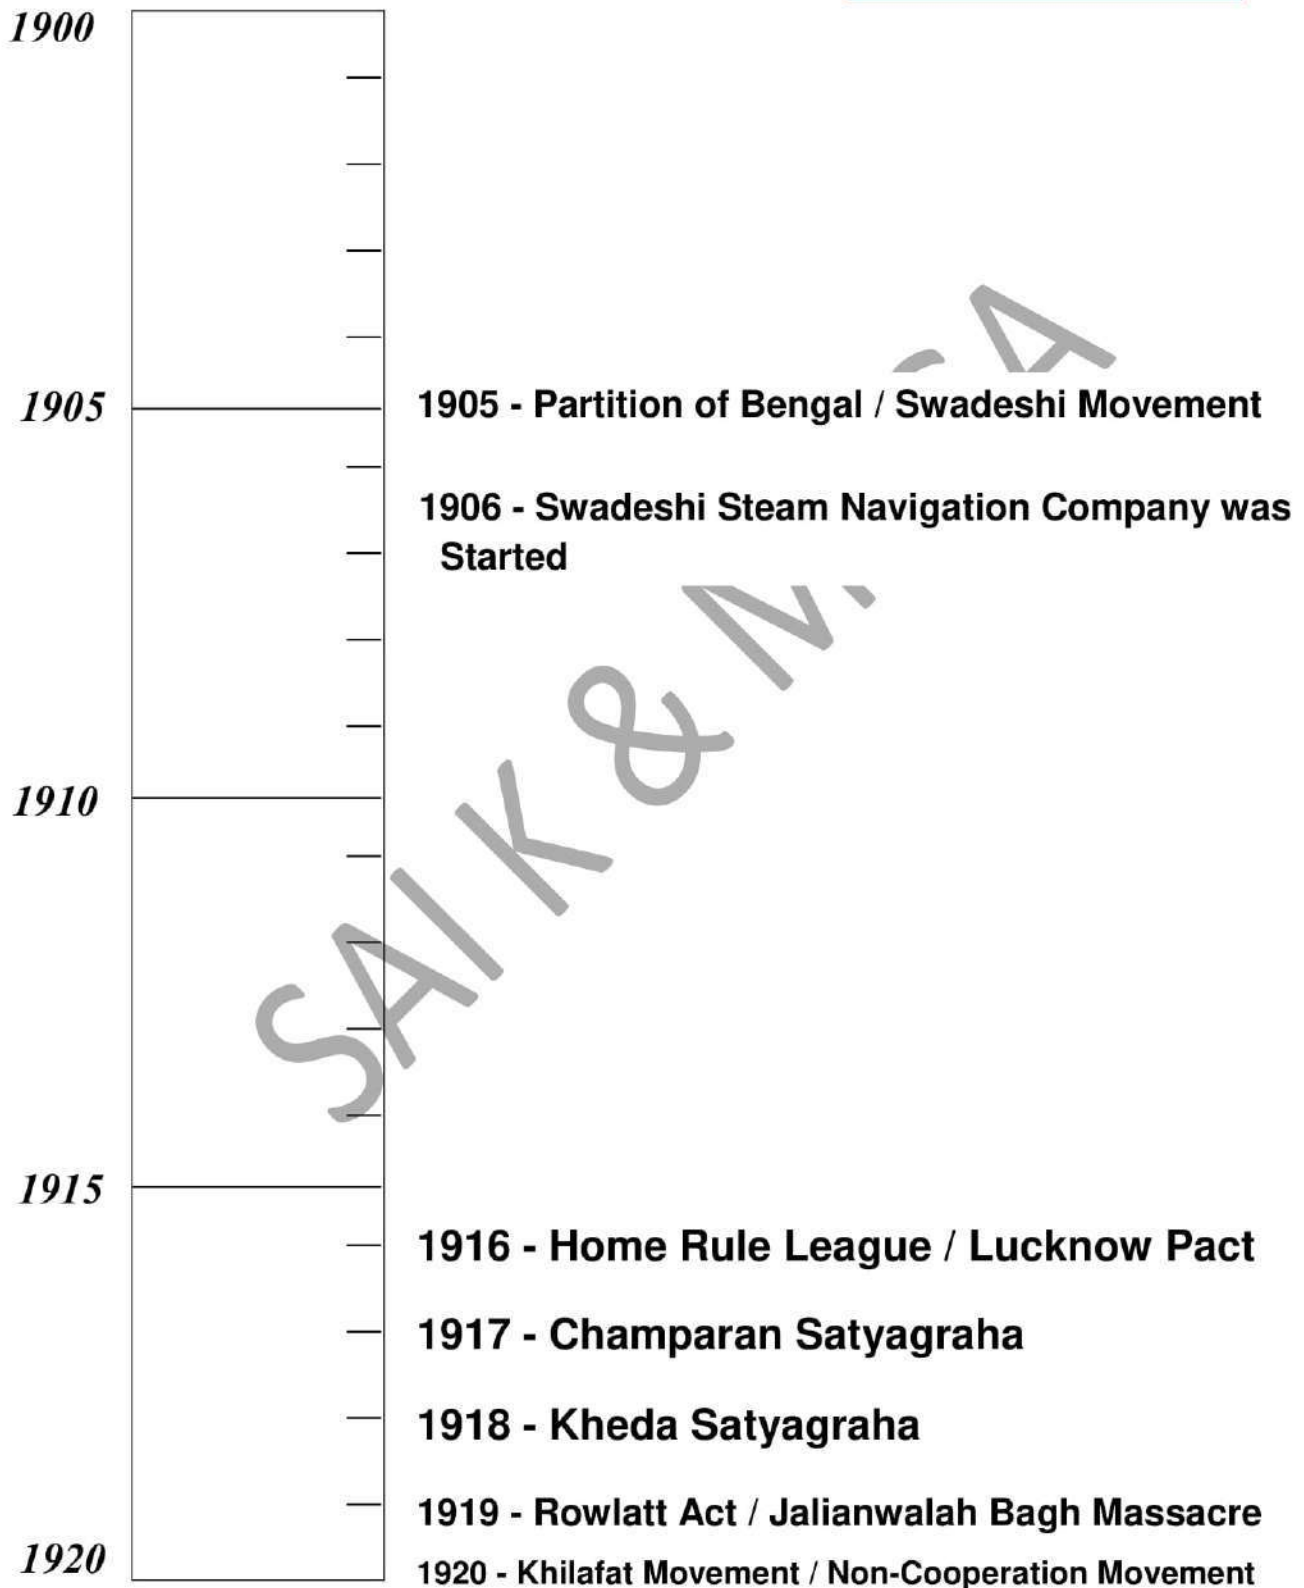 1900
1905
1905 - Partition of Bengal / Swadeshi Movement
1906 - Swadeshi Steam Navigation Company was
Started
1910
SAI K & M
A
1915
1916 - Home Rule League / Lucknow Pact
1917 - Champaran Satyagraha
1918 - Kheda Satyagraha
1919 - Rowlatt Act / Jalianwalah Bagh Massacre
1920
1920 - Khilafat Movement / Non-Cooperation Movement